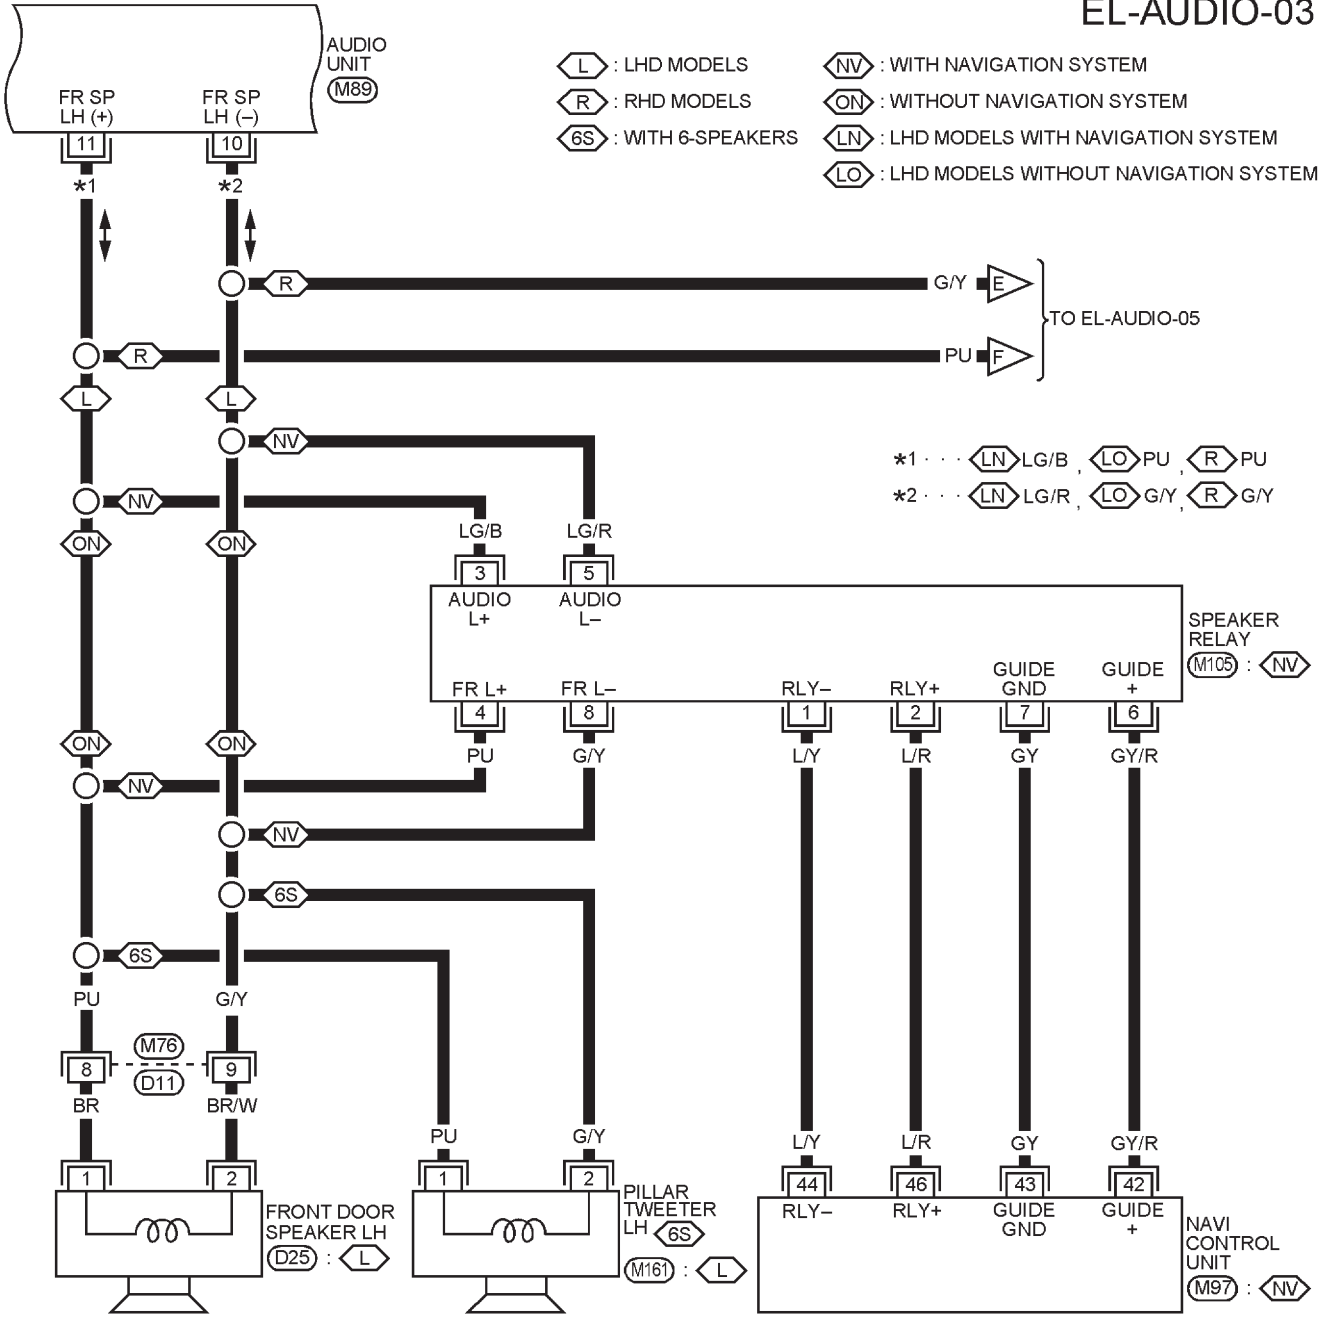 EL-AUDIO-03
AUDIO
UNIT
M89
FR SP
LH (+)
FR SP
LH (–)
11
10
*1
*2
L : LHD MODELS
R : RHD MODELS
6S : WITH 6-SPEAKERS
NV : WITH NAVIGATION SYSTEM
ON : WITHOUT NAVIGATION SYSTEM
LN : LHD MODELS WITH NAVIGATION SYSTEM
LO : LHD MODELS WITHOUT NAVIGATION SYSTEM
R
G/Y
E
TO EL-AUDIO-05
R
PU
F
L
L
NV
*1 · · · LN LG/B , LO PU , R PU
*2 · · · LN LG/R , LO G/Y , R G/Y
NV
ON
ON
LG/B
LG/R
3
5
AUDIO
L+
AUDIO
L–
SPEAKER
RELAY
M105 : NV
FR L+
FR L–
RLY–
RLY+
GUIDE
GND
GUIDE
+
4
8
1
2
7
6
ON
ON
PU
G/Y
L/Y
L/R
GY
GY/R
NV
NV
6S
6S
PU
G/Y
M76
8
9
D11
BR
BR/W
PU
G/Y
L/Y
L/R
GY
GY/R
1
2
1
2
44
46
43
42
FRONT DOOR
SPEAKER LH
D25 : L
PILLAR
TWEETER
LH 6S
M161 : L
RLY–
RLY+
GUIDE
GND
GUIDE
+
NAVI
CONTROL
UNIT
M97 : NV